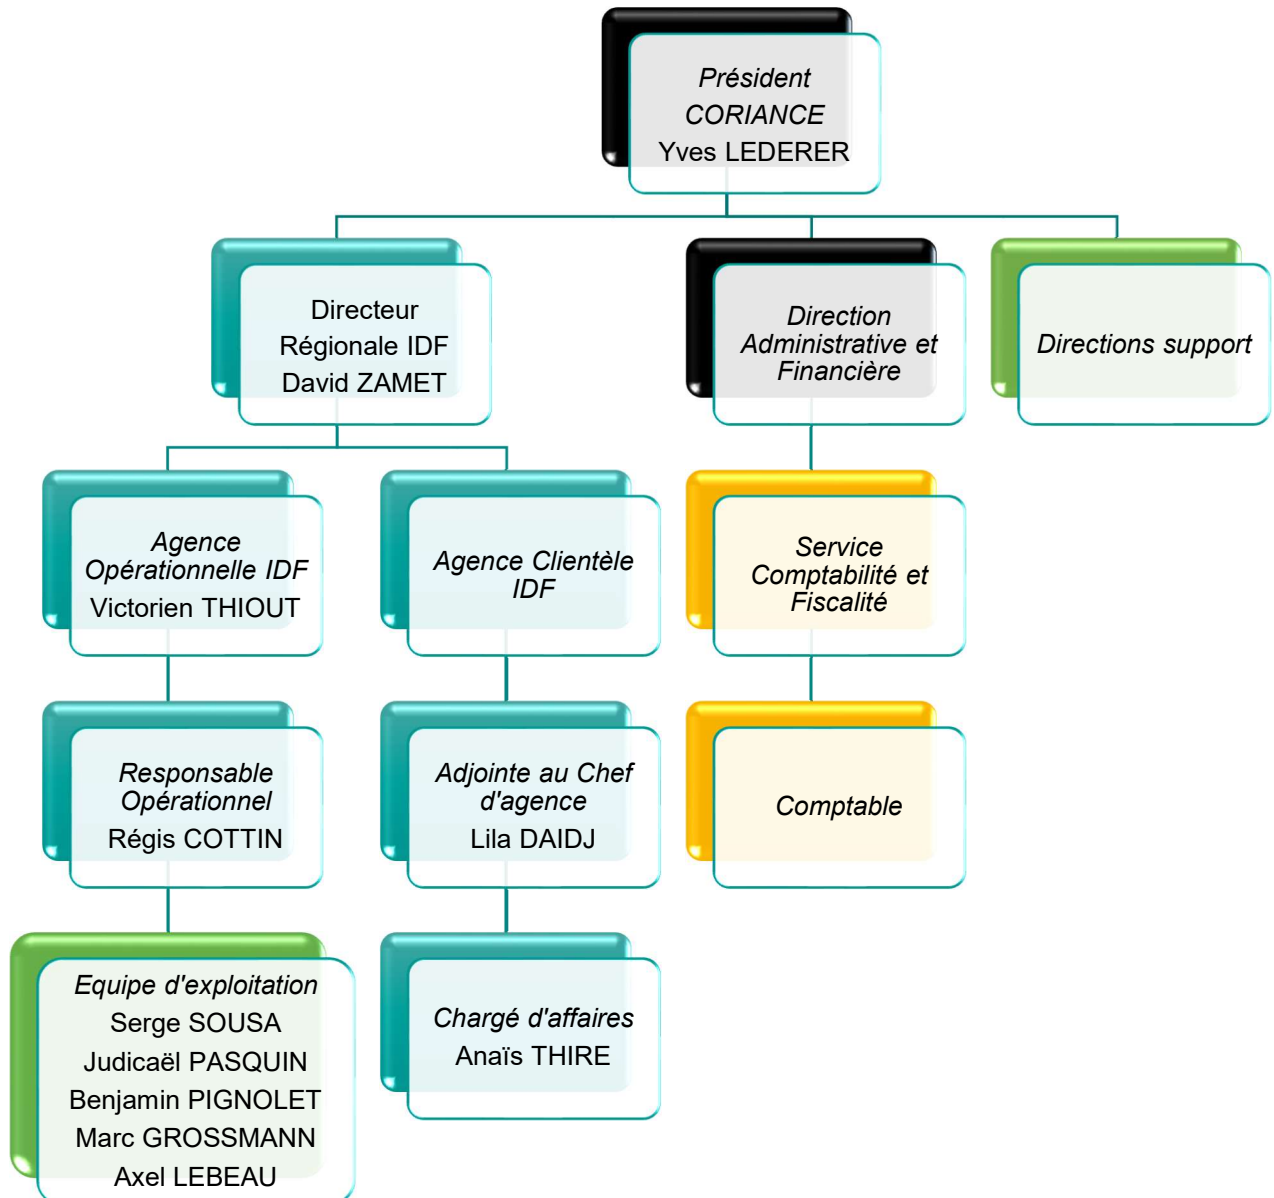 Président
CORIANCE
Yves LEDERER
Directeur
Régionale IDF
David ZAMET
Direction
Administrative et
Financière
Directions support
Agence
Opérationnelle IDF
Victorien THIOUT
Agence Clientèle
IDF
Service
Comptabilité et
Fiscalité
Responsable
Opérationnel
Régis COTTIN
Adjointe au Chef
d'agence
Lila DAIDJ
Comptable
Equipe d'exploitation
Serge SOUSA
Judicaël PASQUIN
Benjamin PIGNOLET
Marc GROSSMANN
Axel LEBEAU
Chargé d'affaires
Anaïs THIRE